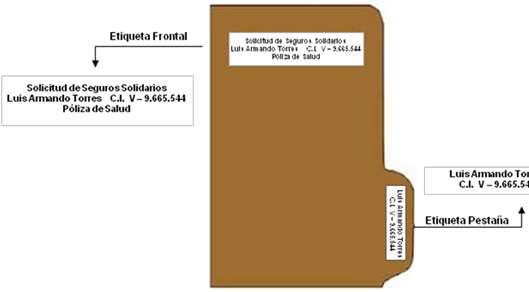 Etiqueta Frontal
Solicitud de Seguros Solidarios
Luis Armando Torres C.I. V – 9.665.544
Póliza de Salud
Solicitud de Seguros Solidarios
Luis Armando Torres C.I. V – 9.665.544
Póliza de Salud
Luis Armando Torres
C.I. V – 9.665.544
Luis Armando
C.I. V – 9.665.54
Etiqueta Pestaña